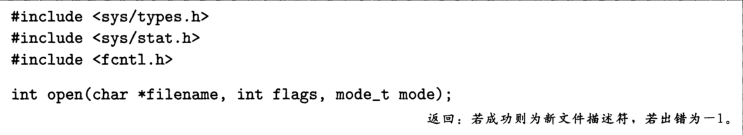 #include <sys/types.h>
#include <sys/stat.h>
#include <fcntl.h>
int open(char *filename, int flags, mode_t mode);
返回：若成功则为新文件描述符，若出错为－1。